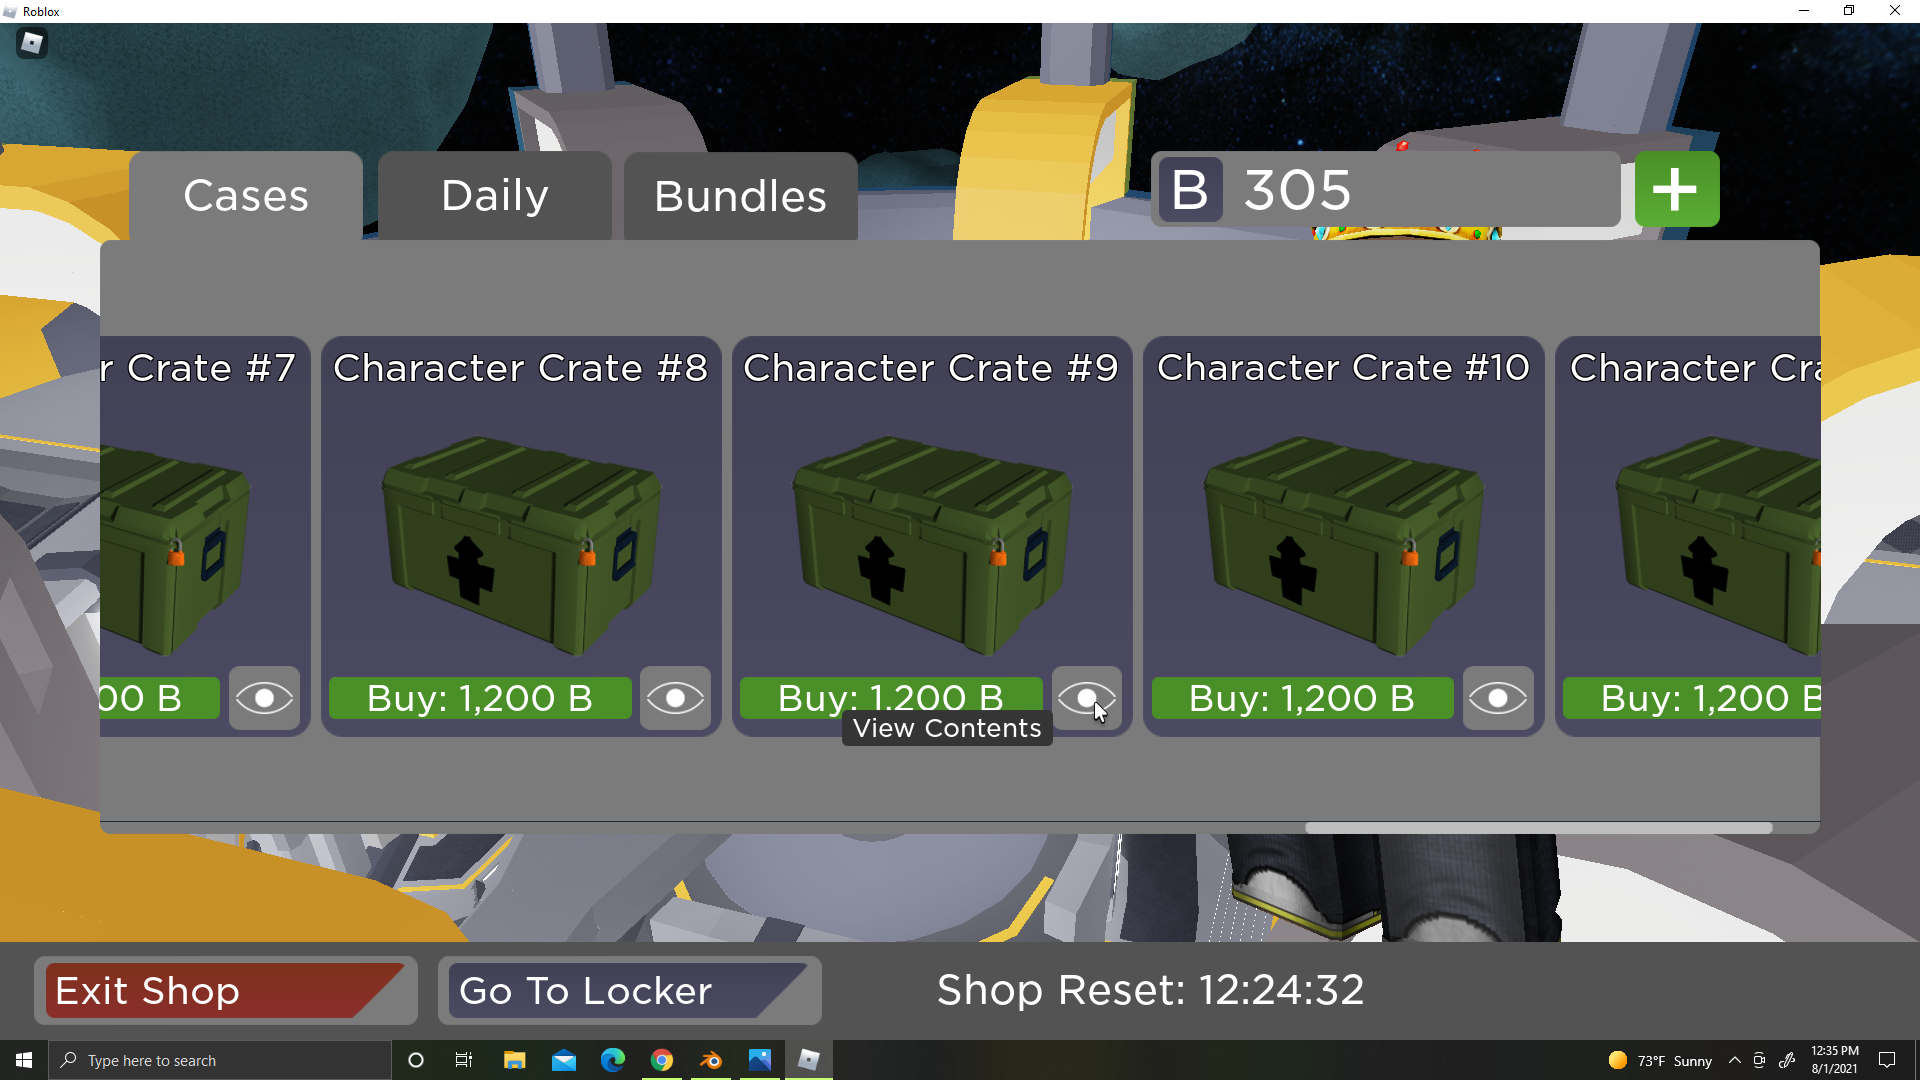 Roblox
Cases
Daily
Bundles
B 305
+
r Crate #7
Character Crate #8
Character Crate #9
Character Crate #10
Character Cra
00 B
Buy: 1,200 B
Buy: 1,200 B
Buy: 1,200 B
Buy: 1,200 B
View Contents
Exit Shop
Go To Locker
Shop Reset: 12:24:32
Type here to search
73°F Sunny
12:35 PM
8/1/2021